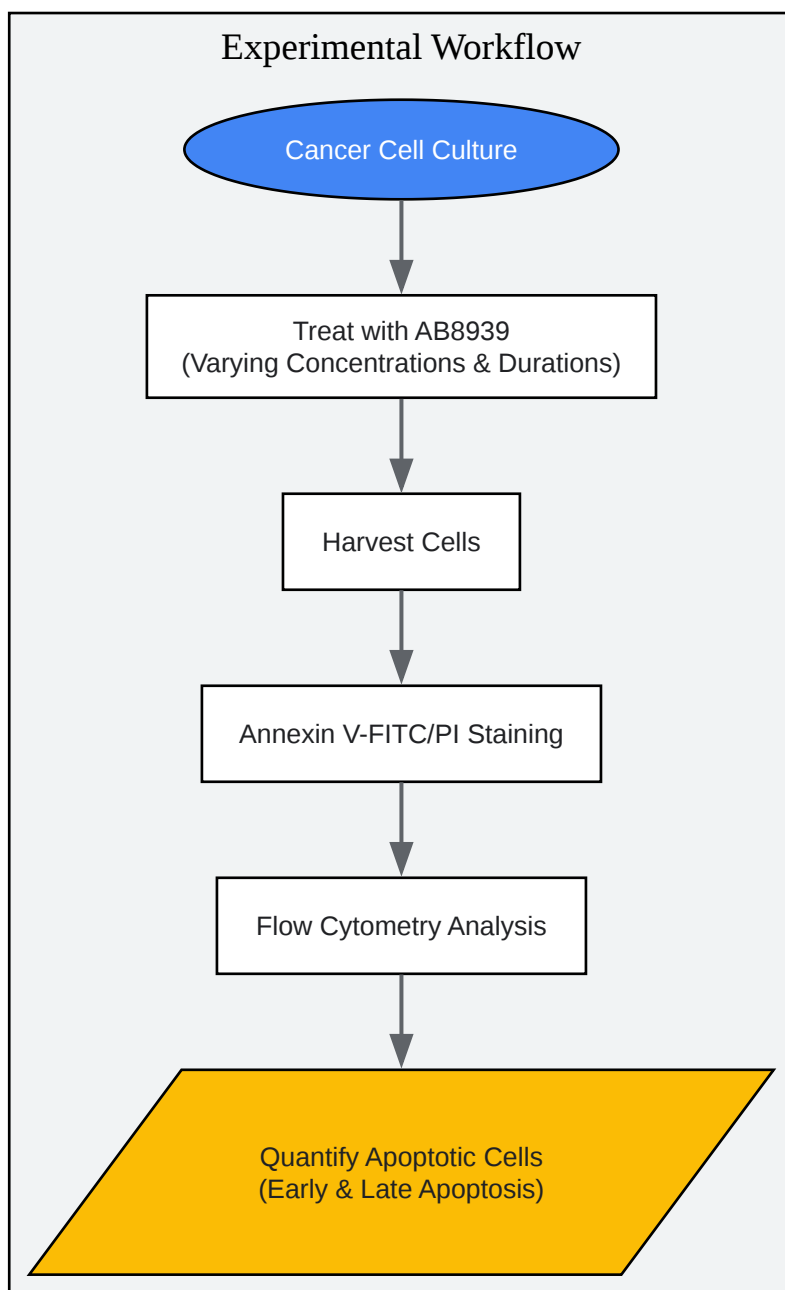 Experimental Workflow
Cancer Cell Culture
Treat with AB8939
(Varying Concentrations & Durations)
Harvest Cells
Annexin V-FITC/PI Staining
Flow Cytometry Analysis
Quantify Apoptotic Cells
(Early & Late Apoptosis)